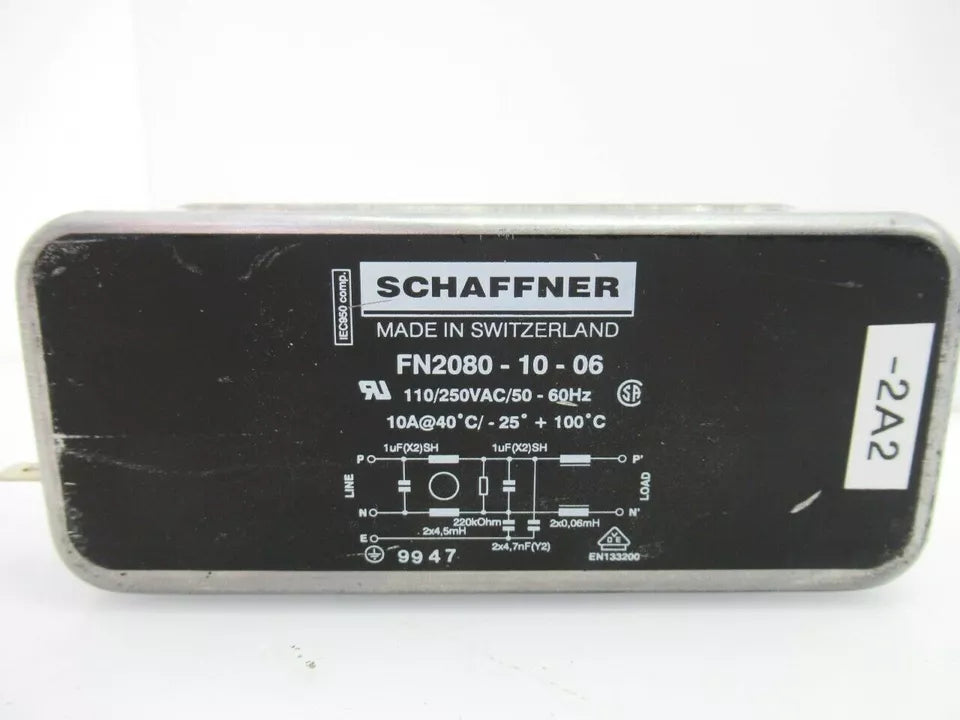 IEC950 comp.
SCHAFFNER
MADE IN SWITZERLAND
FN2080 - 10 - 06
110/250VAC/50 - 60Hz
10A@40°C/ - 25° + 100°C
1uF(X2)SH 1uF(X2)SH
P P'
LINE LOAD
N N'
220kOhm
2x4,5mH 2x0,06mH
E
2x4,7nF(Y2)
VDE
EN133200
9947
-2A2